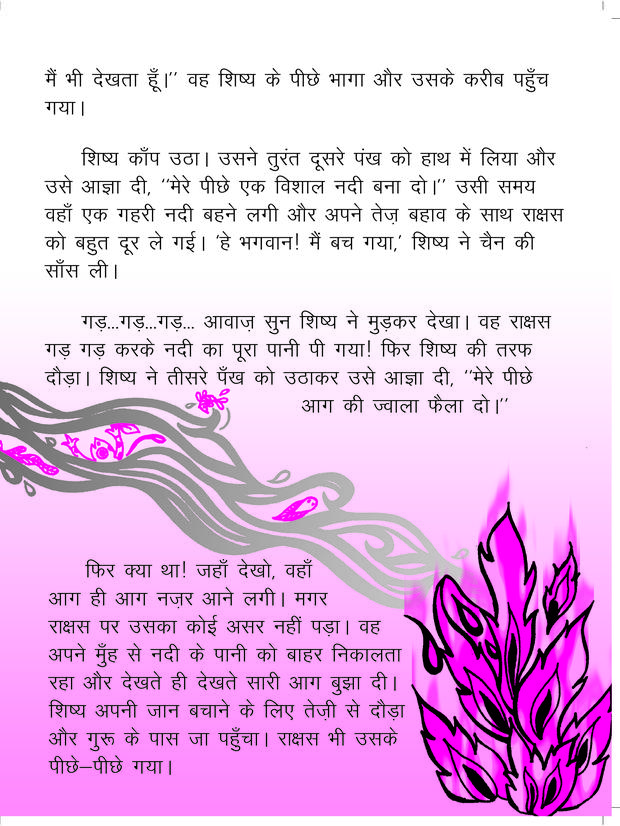 मैं भी देखता हूँ।’’ वह शिष्य के पीछे भागा और उसके करीब पहुँच
गया।
शिष्य काँप उठा। उसने तुरंत दूसरे पंख को हाथ में लिया और
उसे आज्ञा दी, ‘‘मेरे पीछे एक विशाल नदी बना दो।’’ उसी समय
वहाँ एक गहरी नदी बहने लगी और अपने तेज़ बहाव के साथ राक्षस
को बहुत दूर ले गई। ‘हे भगवान! मैं बच गया,’ शिष्य ने चैन की
साँस ली।
गड़...गड़...गड़... आवाज़ सुन शिष्य ने मुड़कर देखा। वह राक्षस
गड़ गड़ करके नदी का पूरा पानी पी गया! फिर शिष्य की तरफ
दौड़ा। शिष्य ने तीसरे पँख को उठाकर उसे आज्ञा दी, ‘‘मेरे पीछे
आग की ज्वाला फैला दो।’’
फिर क्या था! जहाँ देखो, वहाँ
आग ही आग नज़र आने लगी। मगर
राक्षस पर उसका कोई असर नहीं पड़ा। वह
अपने मुँह से नदी के पानी को बाहर निकालता
रहा और देखते ही देखते सारी आग बुझा दी।
शिष्य अपनी जान बचाने के लिए तेज़ी से दौड़ा
और गुरू के पास जा पहुँचा। राक्षस भी उसके
पीछे–पीछे गया।